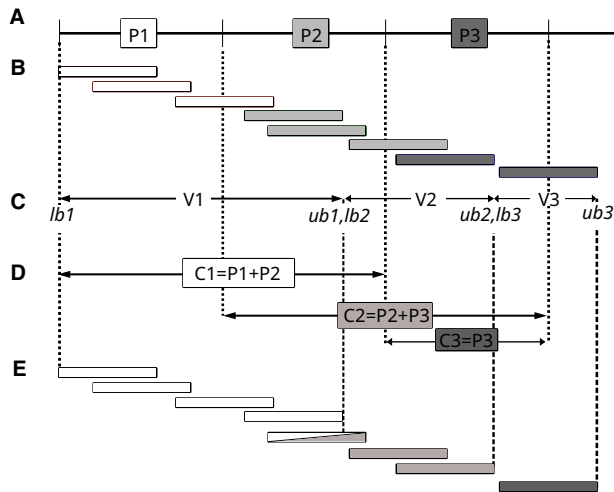 A
P1 P2 P3
B
C
V1 V2 V3
lb1 ub1,lb2 ub2,lb3 ub3
D
C1=P1+P2
C2=P2+P3
C3=P3
E